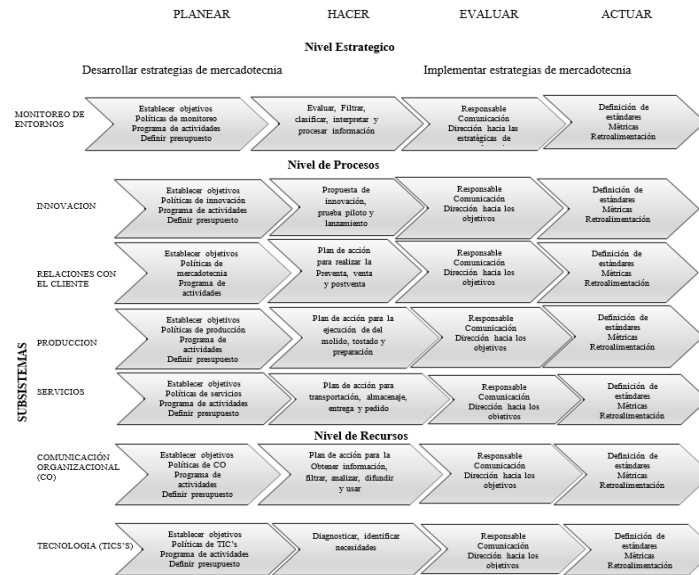 PLANEAR HACER EVALUAR ACTUAR
Nivel Estrategico
Desarrollar estrategias de mercadotecnia Implementar estrategias de mercadotecnia
MONITOREO DE
ENTORNOS
Establecer objetivos
Políticas de monitoreo
Programa de actividades
Definir presupuesto
Evaluar, Filtrar,
clasificar, interpretar y
procesar información
Responsable
Comunicación
Dirección hacia las
estratégicas de
Definición de
estándares
Métricas
Retroalimentación
Nivel de Procesos
INNOVACION
Establecer objetivos
Políticas de innovación
Programa de actividades
Definir presupuesto
Propuesta de
innovación,
prueba piloto y
lanzamiento
Responsable
Comunicación
Dirección hacia los
objetivos
Definición de
estándares
Métricas
Retroalimentación
RELACIONES CON
EL CLIENTE
Establecer objetivos
Políticas de
mercadotecnia
Programa de
actividades
Plan de acción
para realizar la
Preventa, venta
y postventa
Responsable
Comunicación
Dirección hacia los
objetivos
Definición de
estándares
Métricas
Retroalimentación
SUBSISTEMAS
PRODUCCION
Establecer objetivos
Políticas de producción
Programa de
actividades
Definir presupuesto
Plan de acción para la
ejecución de del
molido, tostado y
preparación
Responsable
Comunicación
Dirección hacia los
objetivos
Definición de
estándares
Métricas
Retroalimentación
SERVICIOS
Establecer objetivos
Políticas de servicios
Programa de actividades
Definir presupuesto
Plan de acción para
transportación, almacenaje,
entrega y pedido
Responsable
Comunicación
Dirección hacia los
objetivos
Definición de
estándares
Métricas
Retroalimentación
Nivel de Recursos
COMUNICACIÓN
ORGANIZACIONAL
(CO)
Establecer objetivos
Políticas de CO
Programa de
actividades
Definir presupuesto
Plan de acción para la
Obtener información,
filtrar, analizar, difundir
y usar
Responsable
Comunicación
Dirección hacia los
objetivos
Definición de
estándares
Métricas
Retroalimentación
TECNOLOGIA (TICS'S)
Establecer objetivos
Políticas de TIC's
Programa de actividades
Definir presupuesto
Diagnosticar, identificar
necesidades
Responsable
Comunicación
Dirección hacia los
objetivos
Definición de
estándares
Métricas
Retroalimentación